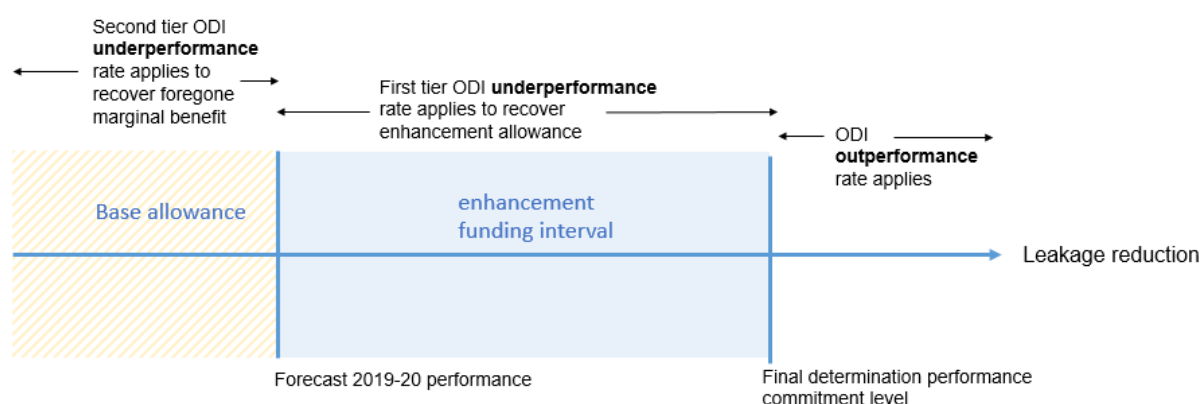 Second tier ODI
underperformance
rate applies to
recover foregone
marginal benefit
First tier ODI underperformance
rate applies to recover
enhancement allowance
ODI
outperformance
rate applies
Base allowance
enhancement
funding interval
Leakage reduction
Forecast 2019-20 performance
Final determination performance
commitment level